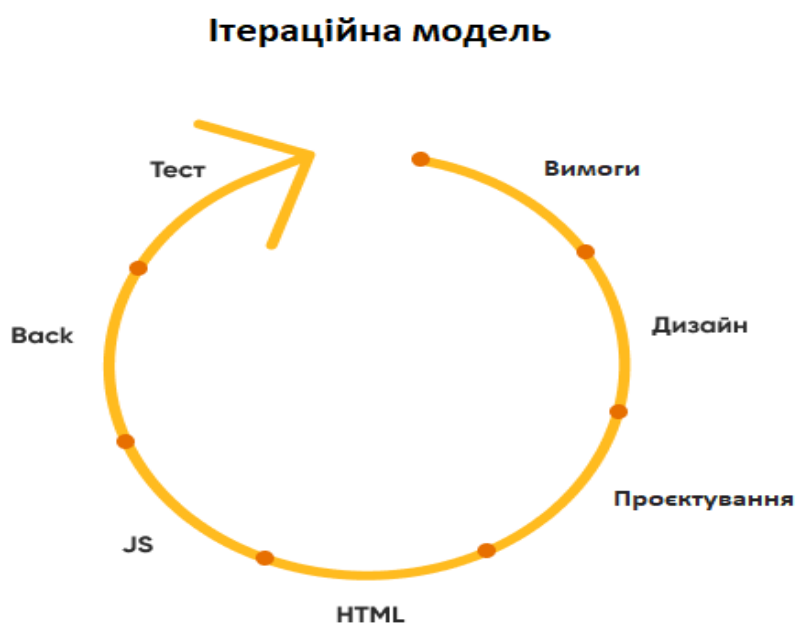 Ітераційна модель
Вимоги
Дизайн
Проєктування
HTML
JS
Back
Тест